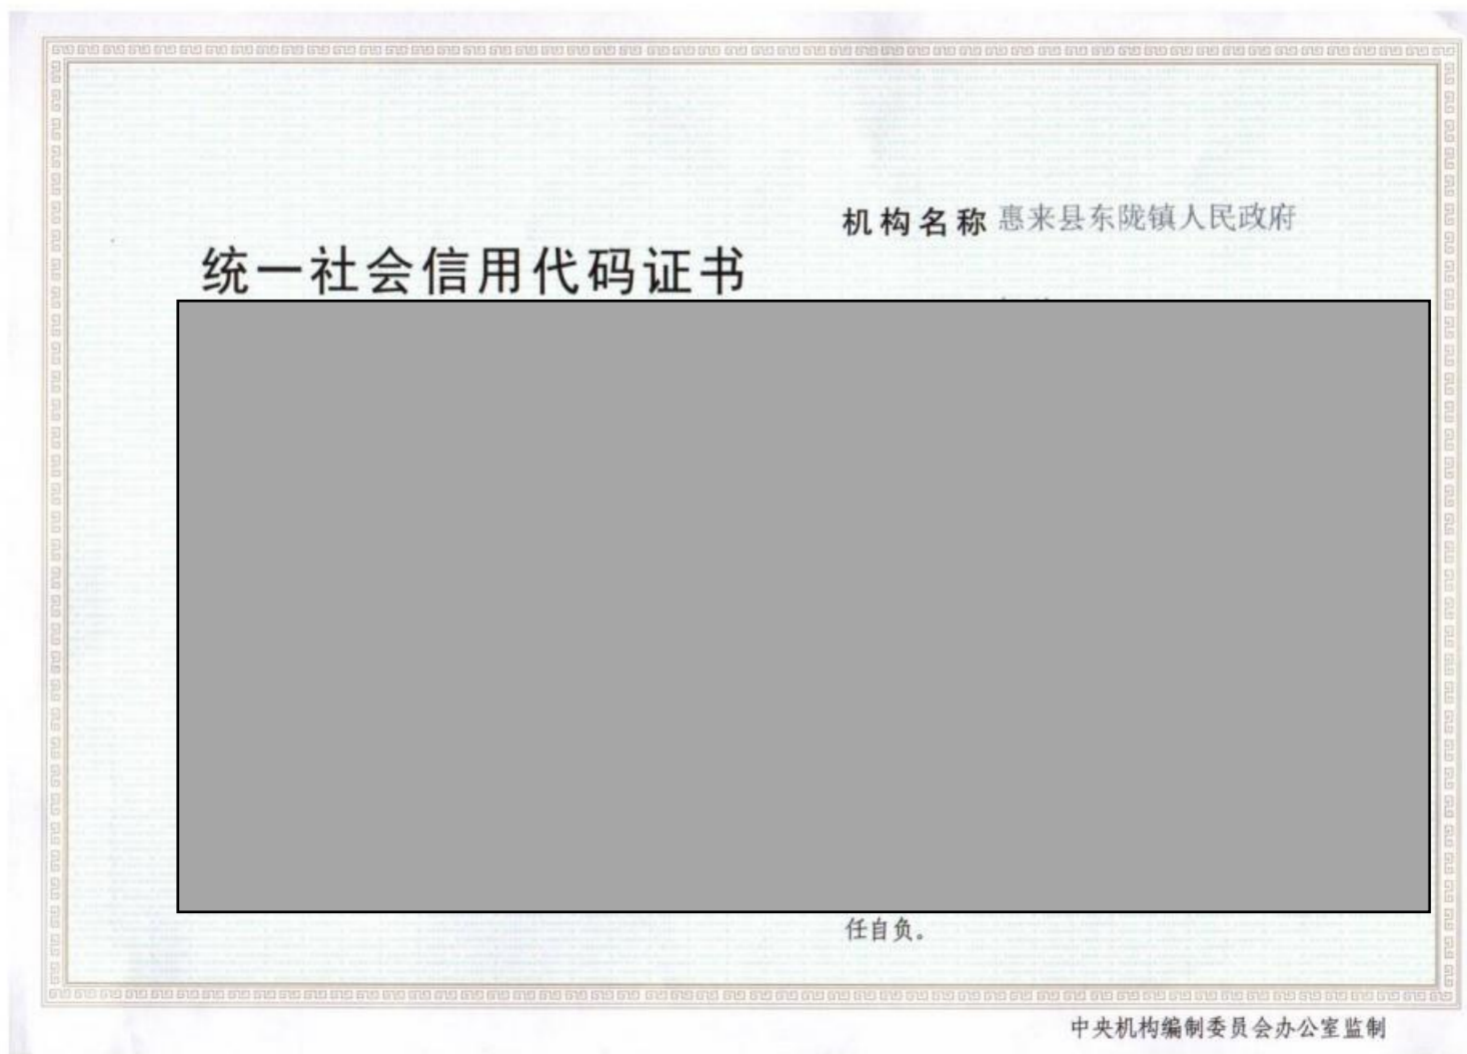 机构名称 惠来县东陇镇人民政府
统一社会信用代码证书
任自负。
中央机构编制委员会办公室监制